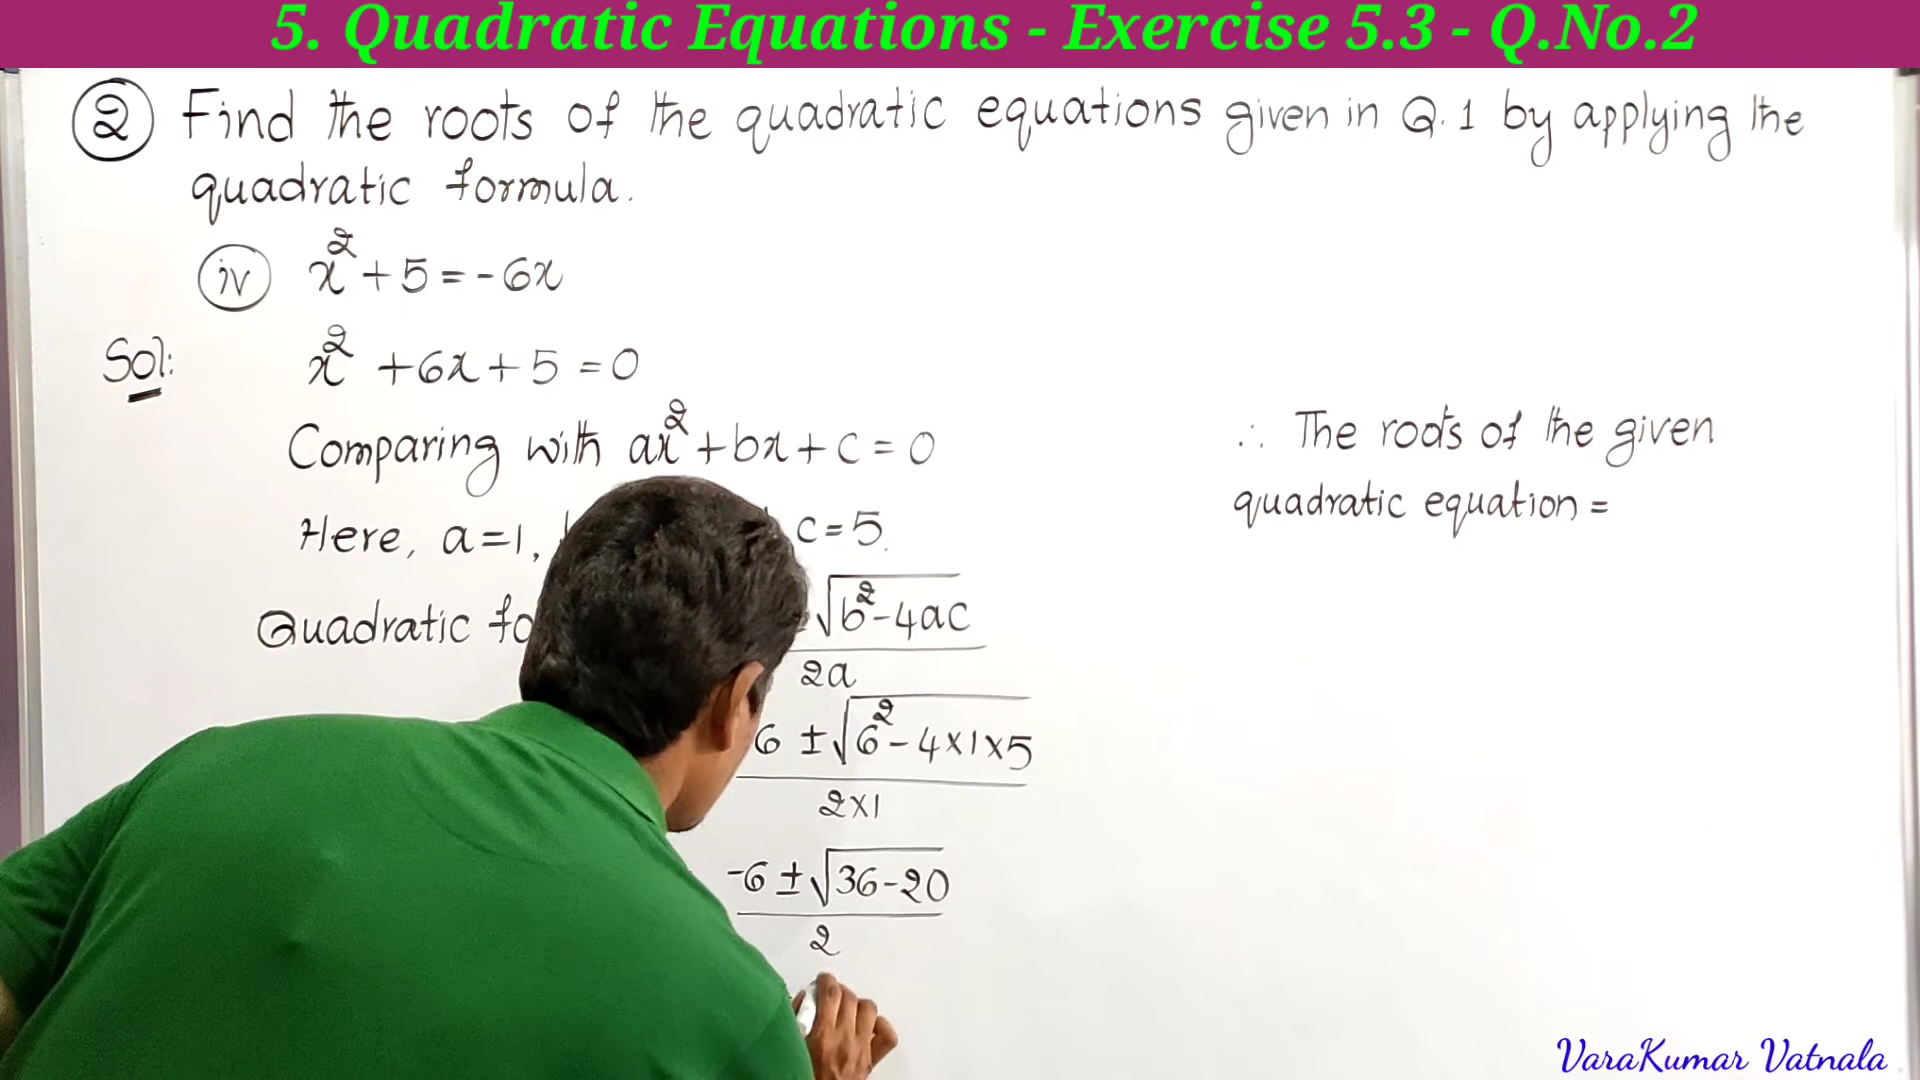 5. Quadratic Equations - Exercise 5.3 - Q.No.2
② Find the roots of the quadratic equations given in Q.1 by applying the
quadratic formula.
iv x² + 5 = -6x
Sol: x² + 6x + 5 = 0
Comparing with ax² + bx + c = 0
Here, a=1, c=5.
Quadratic √b²-4ac
2a
6 ± √6²-4×1×5
2×1
-6 ± √36-20
2
∴ The roots of the given
quadratic equation =
VaraKumar Vatnala